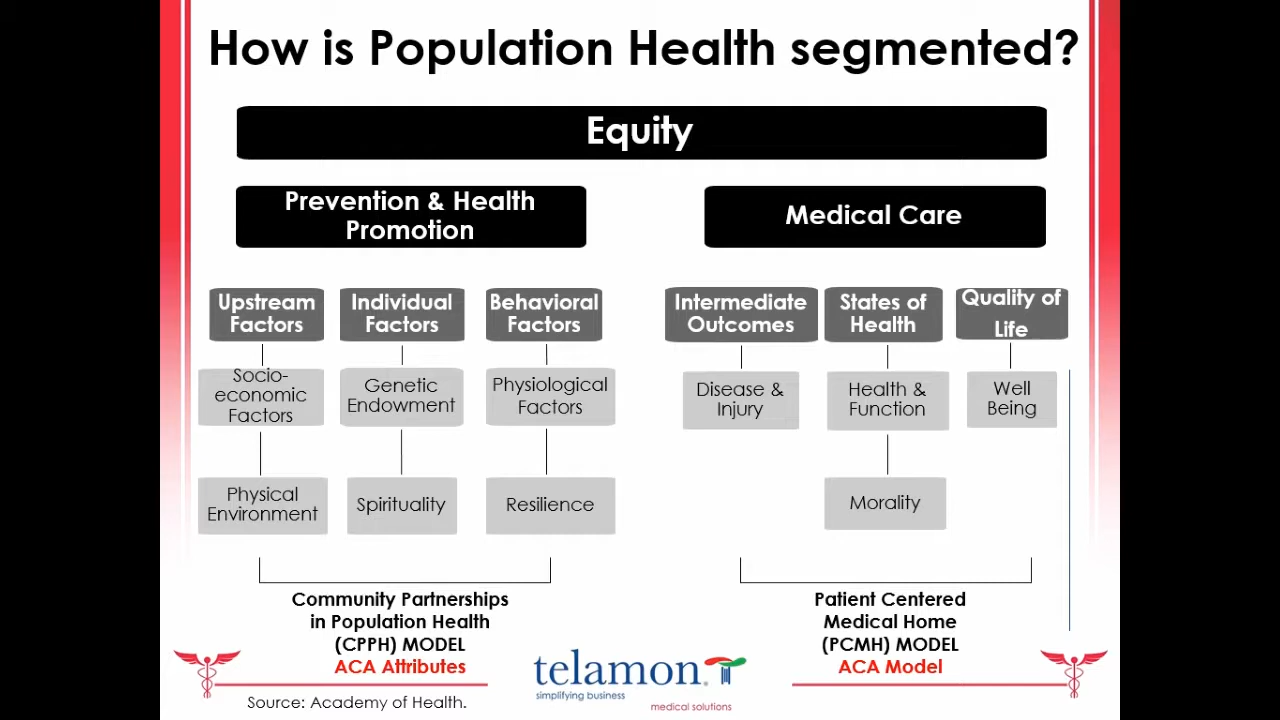 How is Population Health segmented?
Equity
Prevention & Health
Promotion
Medical Care
Upstream
Factors
Individual
Factors
Behavioral
Factors
Intermediate
Outcomes
States of
Health
Quality of
Life
Socio-
economic
Factors
Genetic
Endowment
Physiological
Factors
Disease &
Injury
Health &
Function
Well
Being
Physical
Environment
Spirituality
Resilience
Morality
Community Partnerships
in Population Health
(CPPH) MODEL
ACA Attributes
Patient Centered
Medical Home
(PCMH) MODEL
ACA Model
telamon.
simplifying business
medical solutions
Source: Academy of Health.